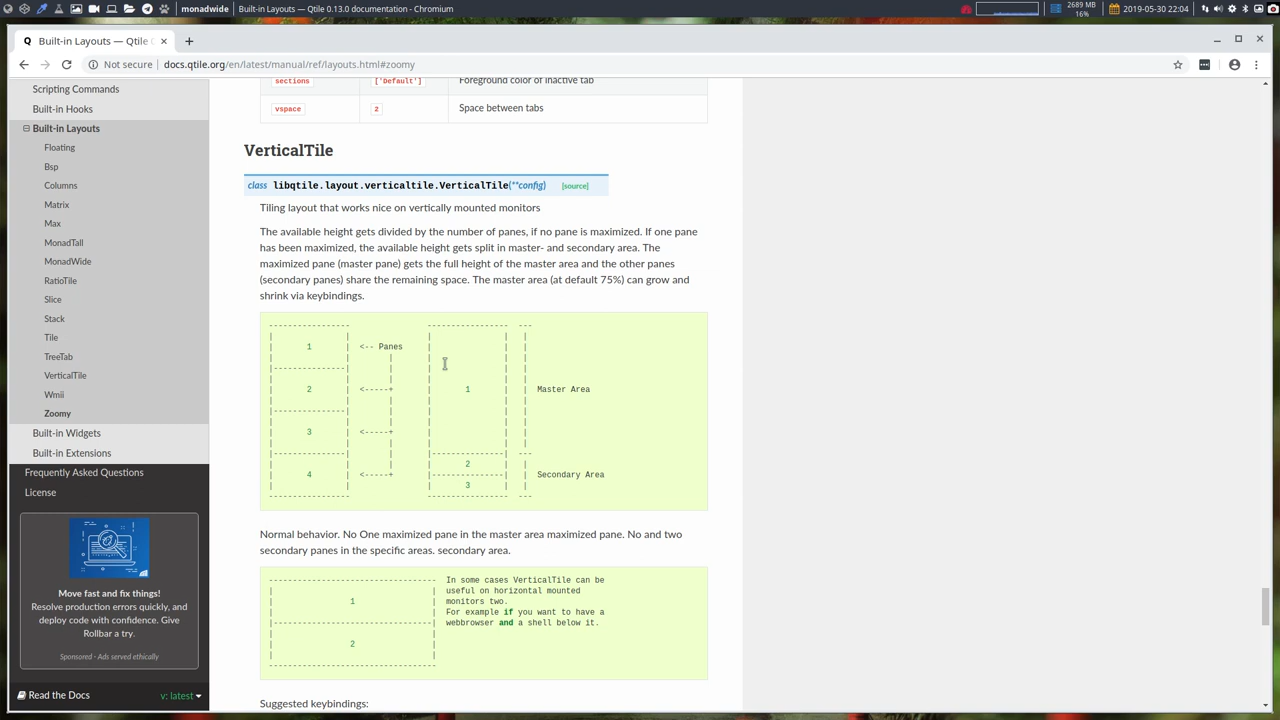 monadwide
Built-in Layouts — Qtile 0.13.0 documentation - Chromium
2689 MB
16%
2019-05-30 22:04
Q Built-in Layouts — Qtile
Not secure docs.qtile.org/en/latest/manual/ref/layouts.html#zoomy
Scripting Commands
Built-in Hooks
Built-in Layouts
Floating
Bsp
Columns
Matrix
Max
MonadTall
MonadWide
RatioTile
Slice
Stack
Tile
TreeTab
VerticalTile
Wmii
Zoomy
Built-in Widgets
Built-in Extensions
Frequently Asked Questions
License
Move fast and fix things!
Resolve production errors quickly, and
deploy code with confidence. Give
Rollbar a try.
Sponsored · Ads served ethically
Read the Docs v: latest
sections ['Default'] Foreground color of inactive tab
vspace 2 Space between tabs
VerticalTile
class libqtile.layout.verticaltile.VerticalTile(**config) [source]
Tiling layout that works nice on vertically mounted monitors
The available height gets divided by the number of panes, if no pane is maximized. If one pane
has been maximized, the available height gets split in master- and secondary area. The
maximized pane (master pane) gets the full height of the master area and the other panes
(secondary panes) share the remaining space. The master area (at default 75%) can grow and
shrink via keybindings.
1 <-- Panes
2 <-----+ 1 Master Area
3 <-----+
2
4 <-----+ Secondary Area
3
Normal behavior. No One maximized pane in the master area maximized pane. No and two
secondary panes in the specific areas. secondary area.
In some cases VerticalTile can be
useful on horizontal mounted
1 monitors two.
For example if you want to have a
webbrowser and a shell below it.
2
Suggested keybindings: